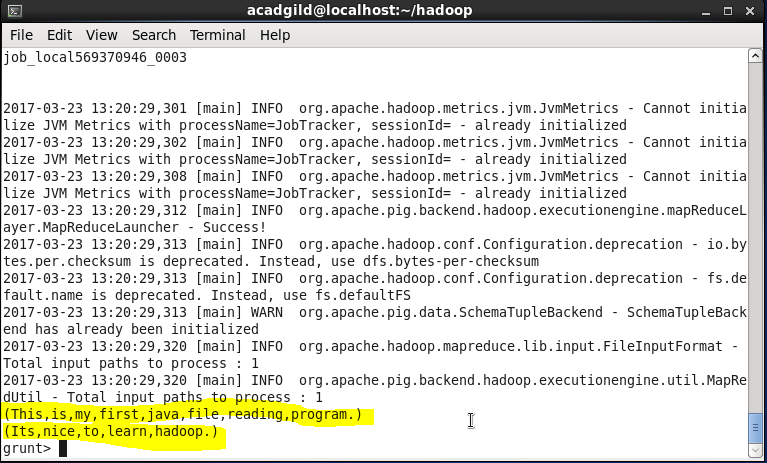 acadgild@localhost:~/hadoop
File Edit View Search Terminal Help
job_local569370946_0003
2017-03-23 13:20:29,301 [main] INFO  org.apache.hadoop.metrics.jvm.JvmMetrics - Cannot initia
lize JVM Metrics with processName=JobTracker, sessionId= - already initialized
2017-03-23 13:20:29,302 [main] INFO  org.apache.hadoop.metrics.jvm.JvmMetrics - Cannot initia
lize JVM Metrics with processName=JobTracker, sessionId= - already initialized
2017-03-23 13:20:29,308 [main] INFO  org.apache.hadoop.metrics.jvm.JvmMetrics - Cannot initia
lize JVM Metrics with processName=JobTracker, sessionId= - already initialized
2017-03-23 13:20:29,312 [main] INFO  org.apache.pig.backend.hadoop.executionengine.mapReduceL
ayer.MapReduceLauncher - Success!
2017-03-23 13:20:29,313 [main] INFO  org.apache.hadoop.conf.Configuration.deprecation - io.by
tes.per.checksum is deprecated. Instead, use dfs.bytes-per-checksum
2017-03-23 13:20:29,313 [main] INFO  org.apache.hadoop.conf.Configuration.deprecation - fs.de
fault.name is deprecated. Instead, use fs.defaultFS
2017-03-23 13:20:29,313 [main] WARN  org.apache.pig.data.SchemaTupleBackend - SchemaTupleBack
end has already been initialized
2017-03-23 13:20:29,320 [main] INFO  org.apache.hadoop.mapreduce.lib.input.FileInputFormat -
Total input paths to process : 1
2017-03-23 13:20:29,320 [main] INFO  org.apache.pig.backend.hadoop.executionengine.util.MapRe
dUtil - Total input paths to process : 1
(This,is,my,first,java,file,reading,program.)
(Its,nice,to,learn,hadoop.)
grunt>